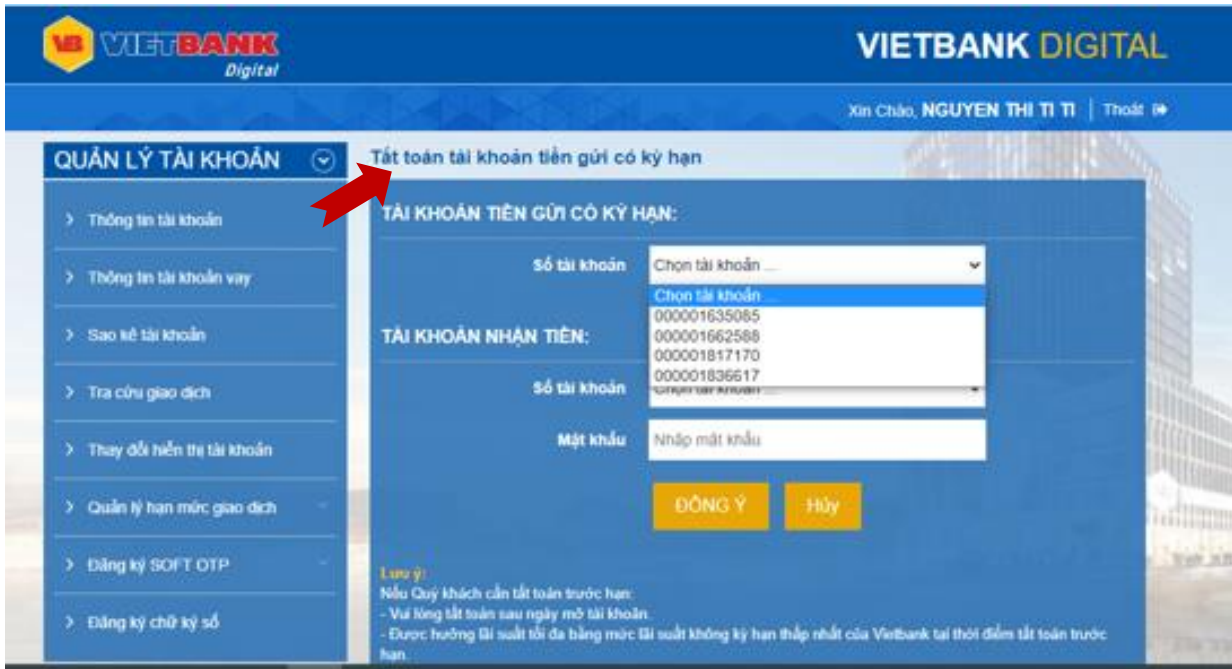 VB VIETBANK
Digital
VIETBANK DIGITAL
Xin Chào, NGUYEN THI TI TI | Thoát
QUẢN LÝ TÀI KHOẢN
Thông tin tài khoản
Thông tin tài khoản vay
Sao kê tài khoản
Tra cứu giao dịch
Thay đổi hiển thị tài khoản
Quản lý hạn mức giao dịch
Đăng ký SOFT OTP
Đăng ký chữ ký số
Tất toán tài khoản tiền gửi có kỳ hạn
TÀI KHOẢN TIỀN GỬI CÓ KỲ HẠN:
Số tài khoản Chọn tài khoản ...
Chọn tài khoản ...
000001635085
000001662588
000001817170
000001836617
TÀI KHOẢN NHẬN TIỀN:
Số tài khoản Chọn tài khoản ...
Mật khẩu Nhập mật khẩu
ĐỒNG Ý Hủy
Lưu ý:
Nếu Quý khách cần tất toán trước hạn:
- Vui lòng tất toán sau ngày mở tài khoản.
- Được hưởng lãi suất tối đa bằng mức lãi suất không kỳ hạn thấp nhất của Vietbank tại thời điểm tất toán trước
hạn.